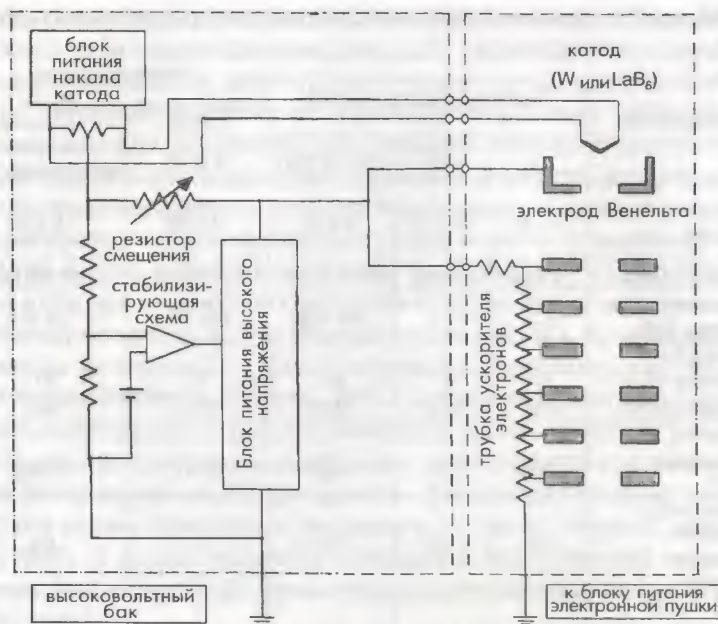 блок
питания
накала
катода
катод
(W или LaB₆)
электрод Венельта
резистор
смещения
стабилизи-
рующая
схема
Блок питания высокого
напряжения
трубка ускорителя
электронов
высоковольтный
бак
к блоку питания
электронной пушки